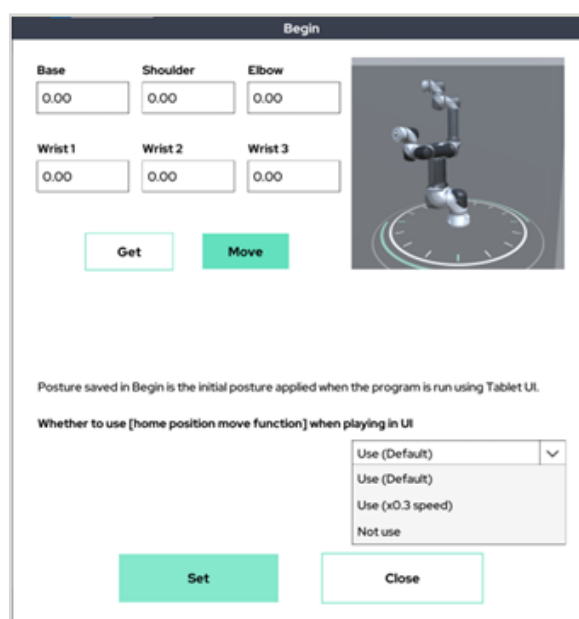 Begin
Base Shoulder Elbow
0.00 0.00 0.00
Wrist 1 Wrist 2 Wrist 3
0.00 0.00 0.00
Get Move
Posture saved in Begin is the initial posture applied when the program is run using Tablet UI.
Whether to use [home position move function] when playing in UI
Use (Default)
Use (Default)
Use (x0.3 speed)
Not use
Set Close